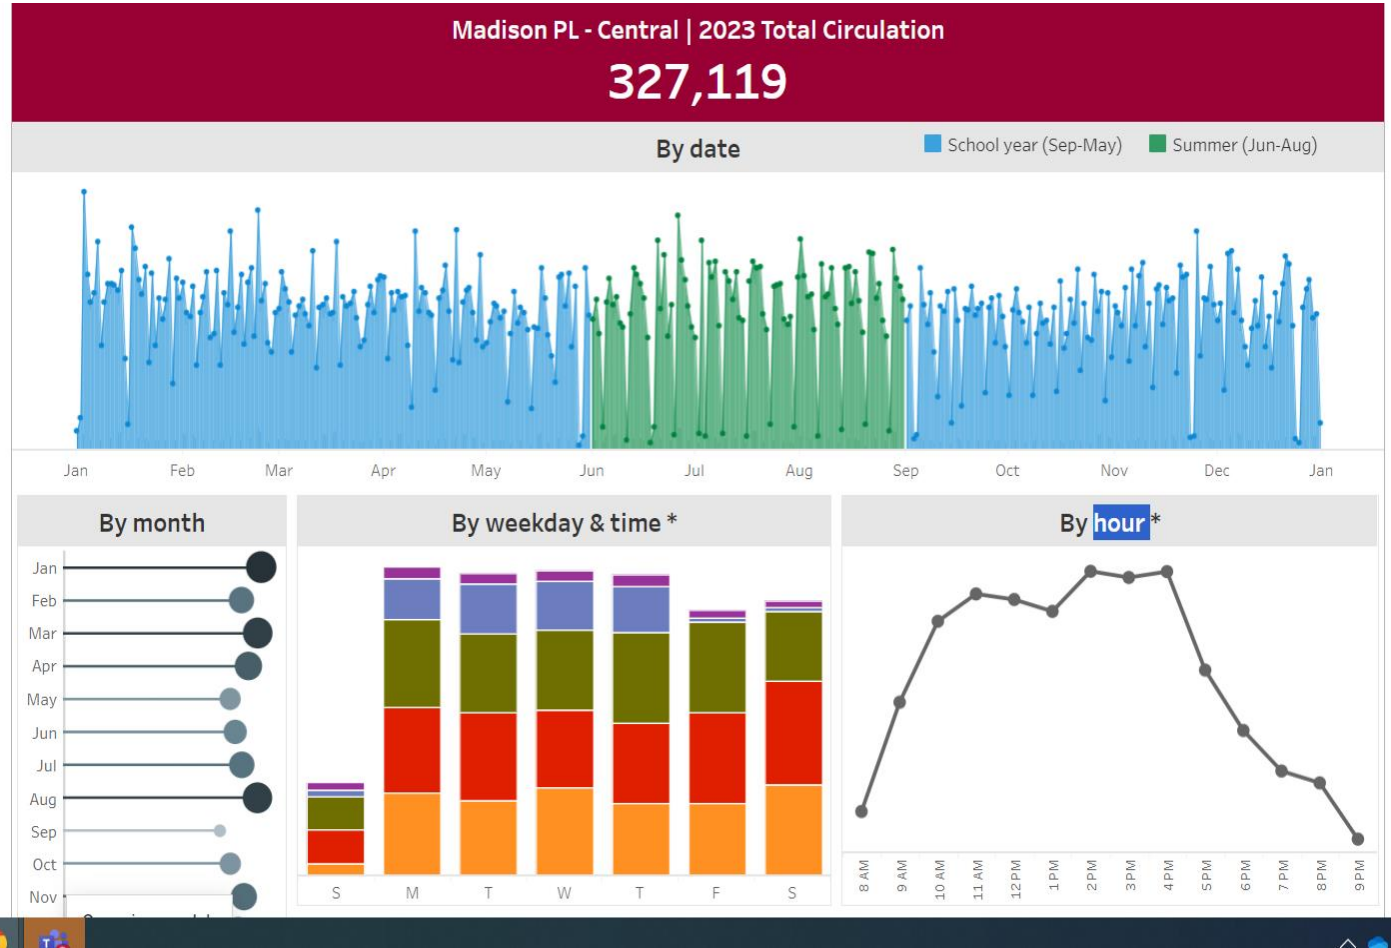 Madison PL - Central | 2023 Total Circulation
327,119
By date
School year (Sep-May) Summer (Jun-Aug)
Jan Feb Mar Apr May Jun Jul Aug Sep Oct Nov Dec Jan
By month
Jan
Feb
Mar
Apr
May
Jun
Jul
Aug
Sep
Oct
Nov
By weekday & time *
S M T W T F S
By hour *
8 AM 9 AM 10 AM 11 AM 12 PM 1 PM 2 PM 3 PM 4 PM 5 PM 6 PM 7 PM 8 PM 9 PM